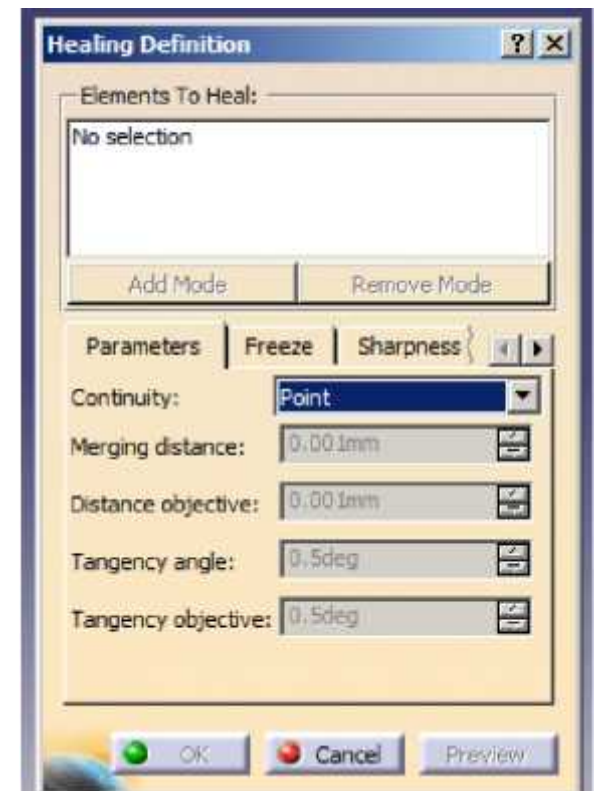 Healing Definition
Elements To Heal:
No selection
Add Mode Remove Mode
Parameters Freeze Sharpness
Continuity: Point
Merging distance: 0.001mm
Distance objective: 0.001mm
Tangency angle: 0.5deg
Tangency objective: 0.5deg
OK Cancel Preview